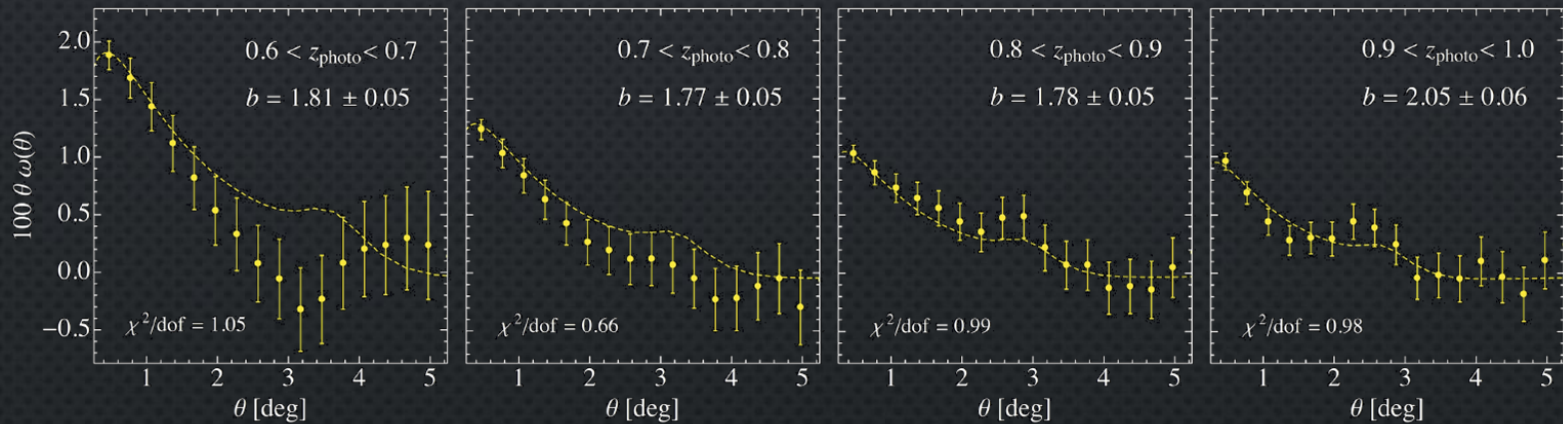 100 θ ω(θ)
2.0
1.5
1.0
0.5
0.0
−0.5
0.6 < z_photo < 0.7
b = 1.81 ± 0.05
χ²/dof = 1.05
1 2 3 4 5
θ [deg]
0.7 < z_photo < 0.8
b = 1.77 ± 0.05
χ²/dof = 0.66
1 2 3 4 5
θ [deg]
0.8 < z_photo < 0.9
b = 1.78 ± 0.05
χ²/dof = 0.99
1 2 3 4 5
θ [deg]
0.9 < z_photo < 1.0
b = 2.05 ± 0.06
χ²/dof = 0.98
1 2 3 4 5
θ [deg]